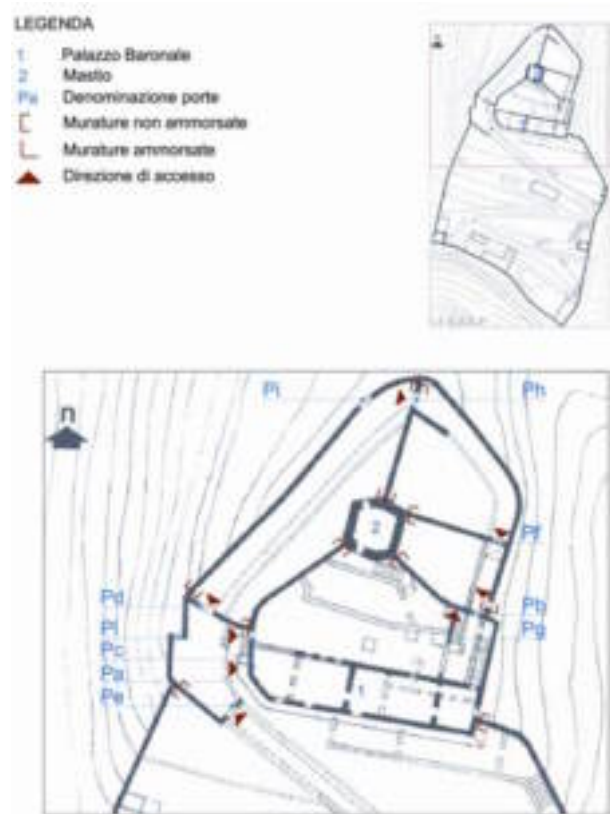 LEGENDA
1 Palazzo Baronale
2 Mastio
Pa Denominazione porte
Murature non ammorsate
Murature ammorsate
Direzione di accesso
n
Pi Ph
2
Pf
Pd
Pb
Pl
Pg
Pc
Pa
Pe
1